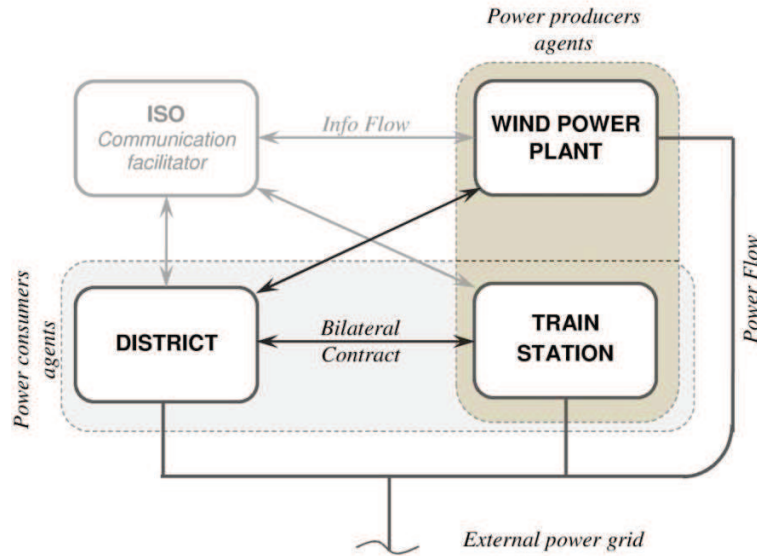 Power producers
agents
ISO
Communication
facilitator
Info Flow
WIND POWER
PLANT
Power consumers
agents
DISTRICT
Bilateral
Contract
TRAIN
STATION
Power Flow
External power grid